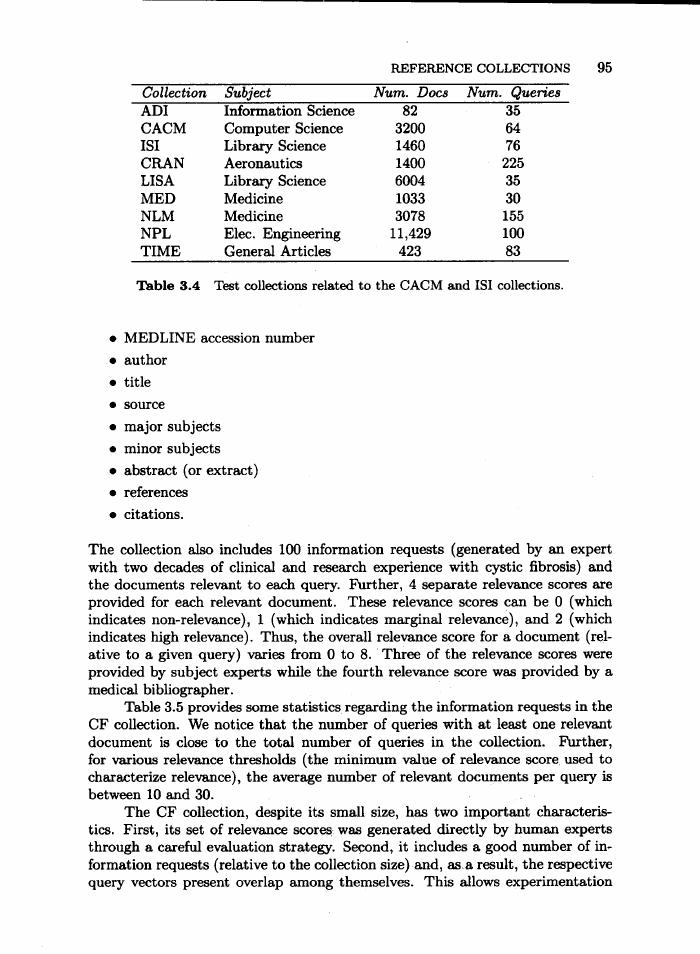 REFERENCE COLLECTIONS 95
Collection Subject Num. Docs Num. Queries
ADI Information Science 82 35
CACM Computer Science 3200 64
ISI Library Science 1460 76
CRAN Aeronautics 1400 225
LISA Library Science 6004 35
MED Medicine 1033 30
NLM Medicine 3078 155
NPL Elec. Engineering 11,429 100
TIME General Articles 423 83
Table 3.4 Test collections related to the CACM and ISI collections.
• MEDLINE accession number
• author
• title
• source
• major subjects
• minor subjects
• abstract (or extract)
• references
• citations.
The collection also includes 100 information requests (generated by an expert
with two decades of clinical and research experience with cystic fibrosis) and
the documents relevant to each query. Further, 4 separate relevance scores are
provided for each relevant document. These relevance scores can be 0 (which
indicates non-relevance), 1 (which indicates marginal relevance), and 2 (which
indicates high relevance). Thus, the overall relevance score for a document (rel-
ative to a given query) varies from 0 to 8. Three of the relevance scores were
provided by subject experts while the fourth relevance score was provided by a
medical bibliographer.
Table 3.5 provides some statistics regarding the information requests in the
CF collection. We notice that the number of queries with at least one relevant
document is close to the total number of queries in the collection. Further,
for various relevance thresholds (the minimum value of relevance score used to
characterize relevance), the average number of relevant documents per query is
between 10 and 30.
The CF collection, despite its small size, has two important characteris-
tics. First, its set of relevance scores was generated directly by human experts
through a careful evaluation strategy. Second, it includes a good number of in-
formation requests (relative to the collection size) and, as a result, the respective
query vectors present overlap among themselves. This allows experimentation